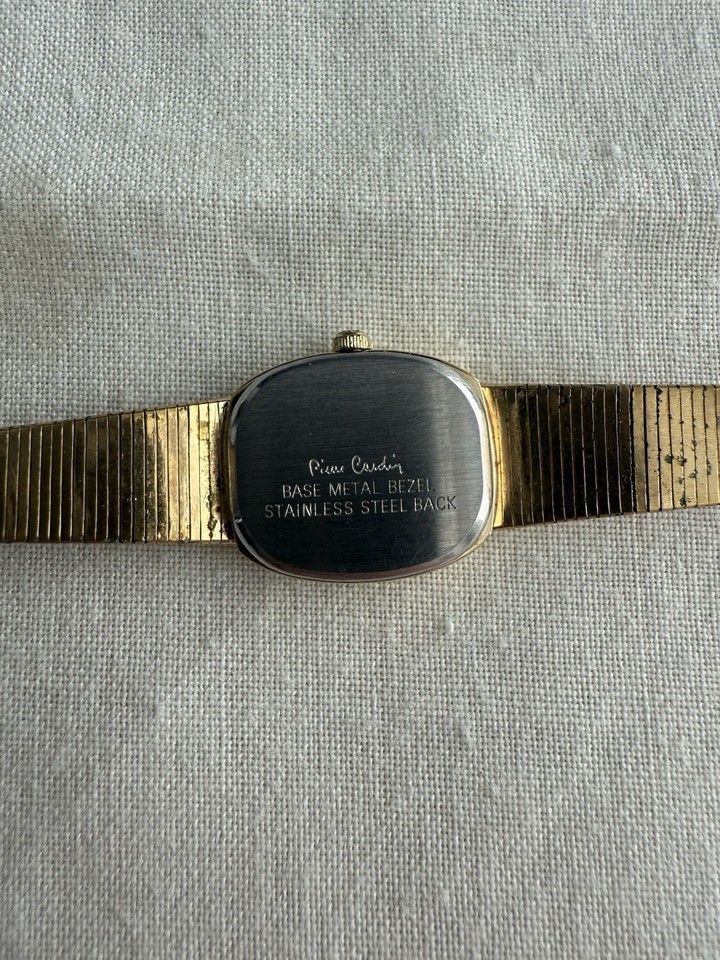 Pierre Cardin
BASE METAL BEZEL
STAINLESS STEEL BACK